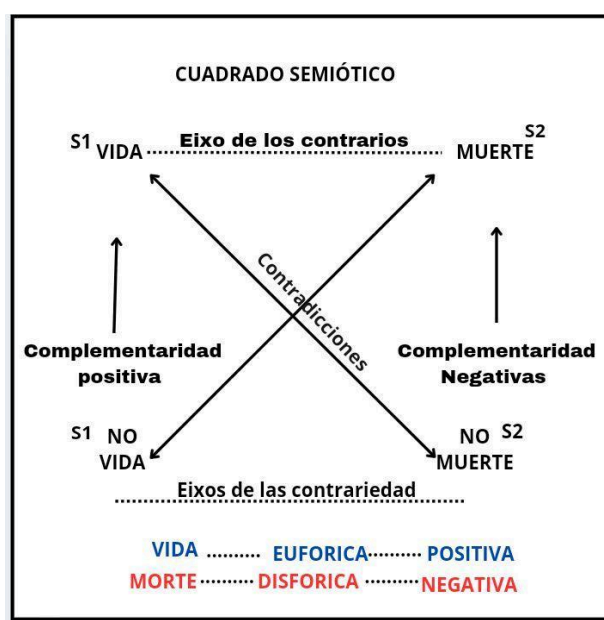 CUADRADO SEMIÓTICO
S1 VIDA Eixo de los contrarios MUERTE S2
Contradicciones
Complementaridad
positiva
Complementaridad
Negativas
S1 NO
VIDA
NO S2
MUERTE
Eixos de las contrariedad
VIDA .......... EUFORICA .......... POSITIVA
MORTE .......... DISFORICA .......... NEGATIVA